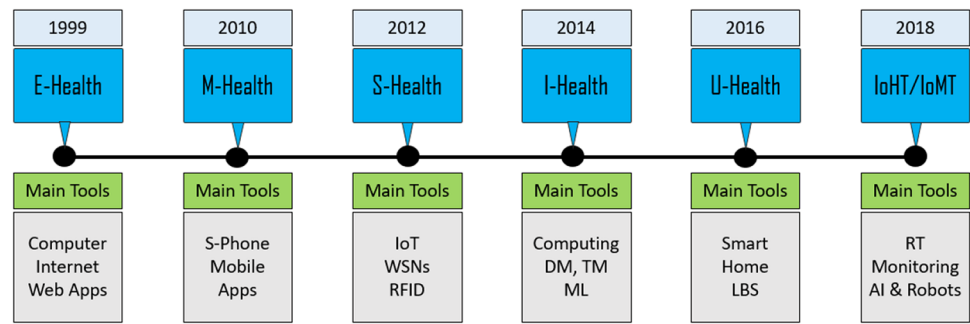 1999
2010
2012
2014
2016
2018
E-Health
M-Health
S-Health
I-Health
U-Health
IoHT/IoMT
Main Tools
Main Tools
Main Tools
Main Tools
Main Tools
Main Tools
Computer
Internet
Web Apps
S-Phone
Mobile
Apps
IoT
WSNs
RFID
Computing
DM, TM
ML
Smart
Home
LBS
RT
Monitoring
AI & Robots